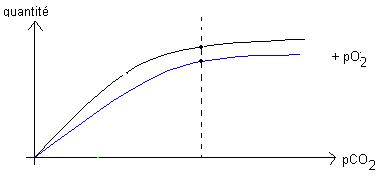 quantité
+ pO2
pCO2